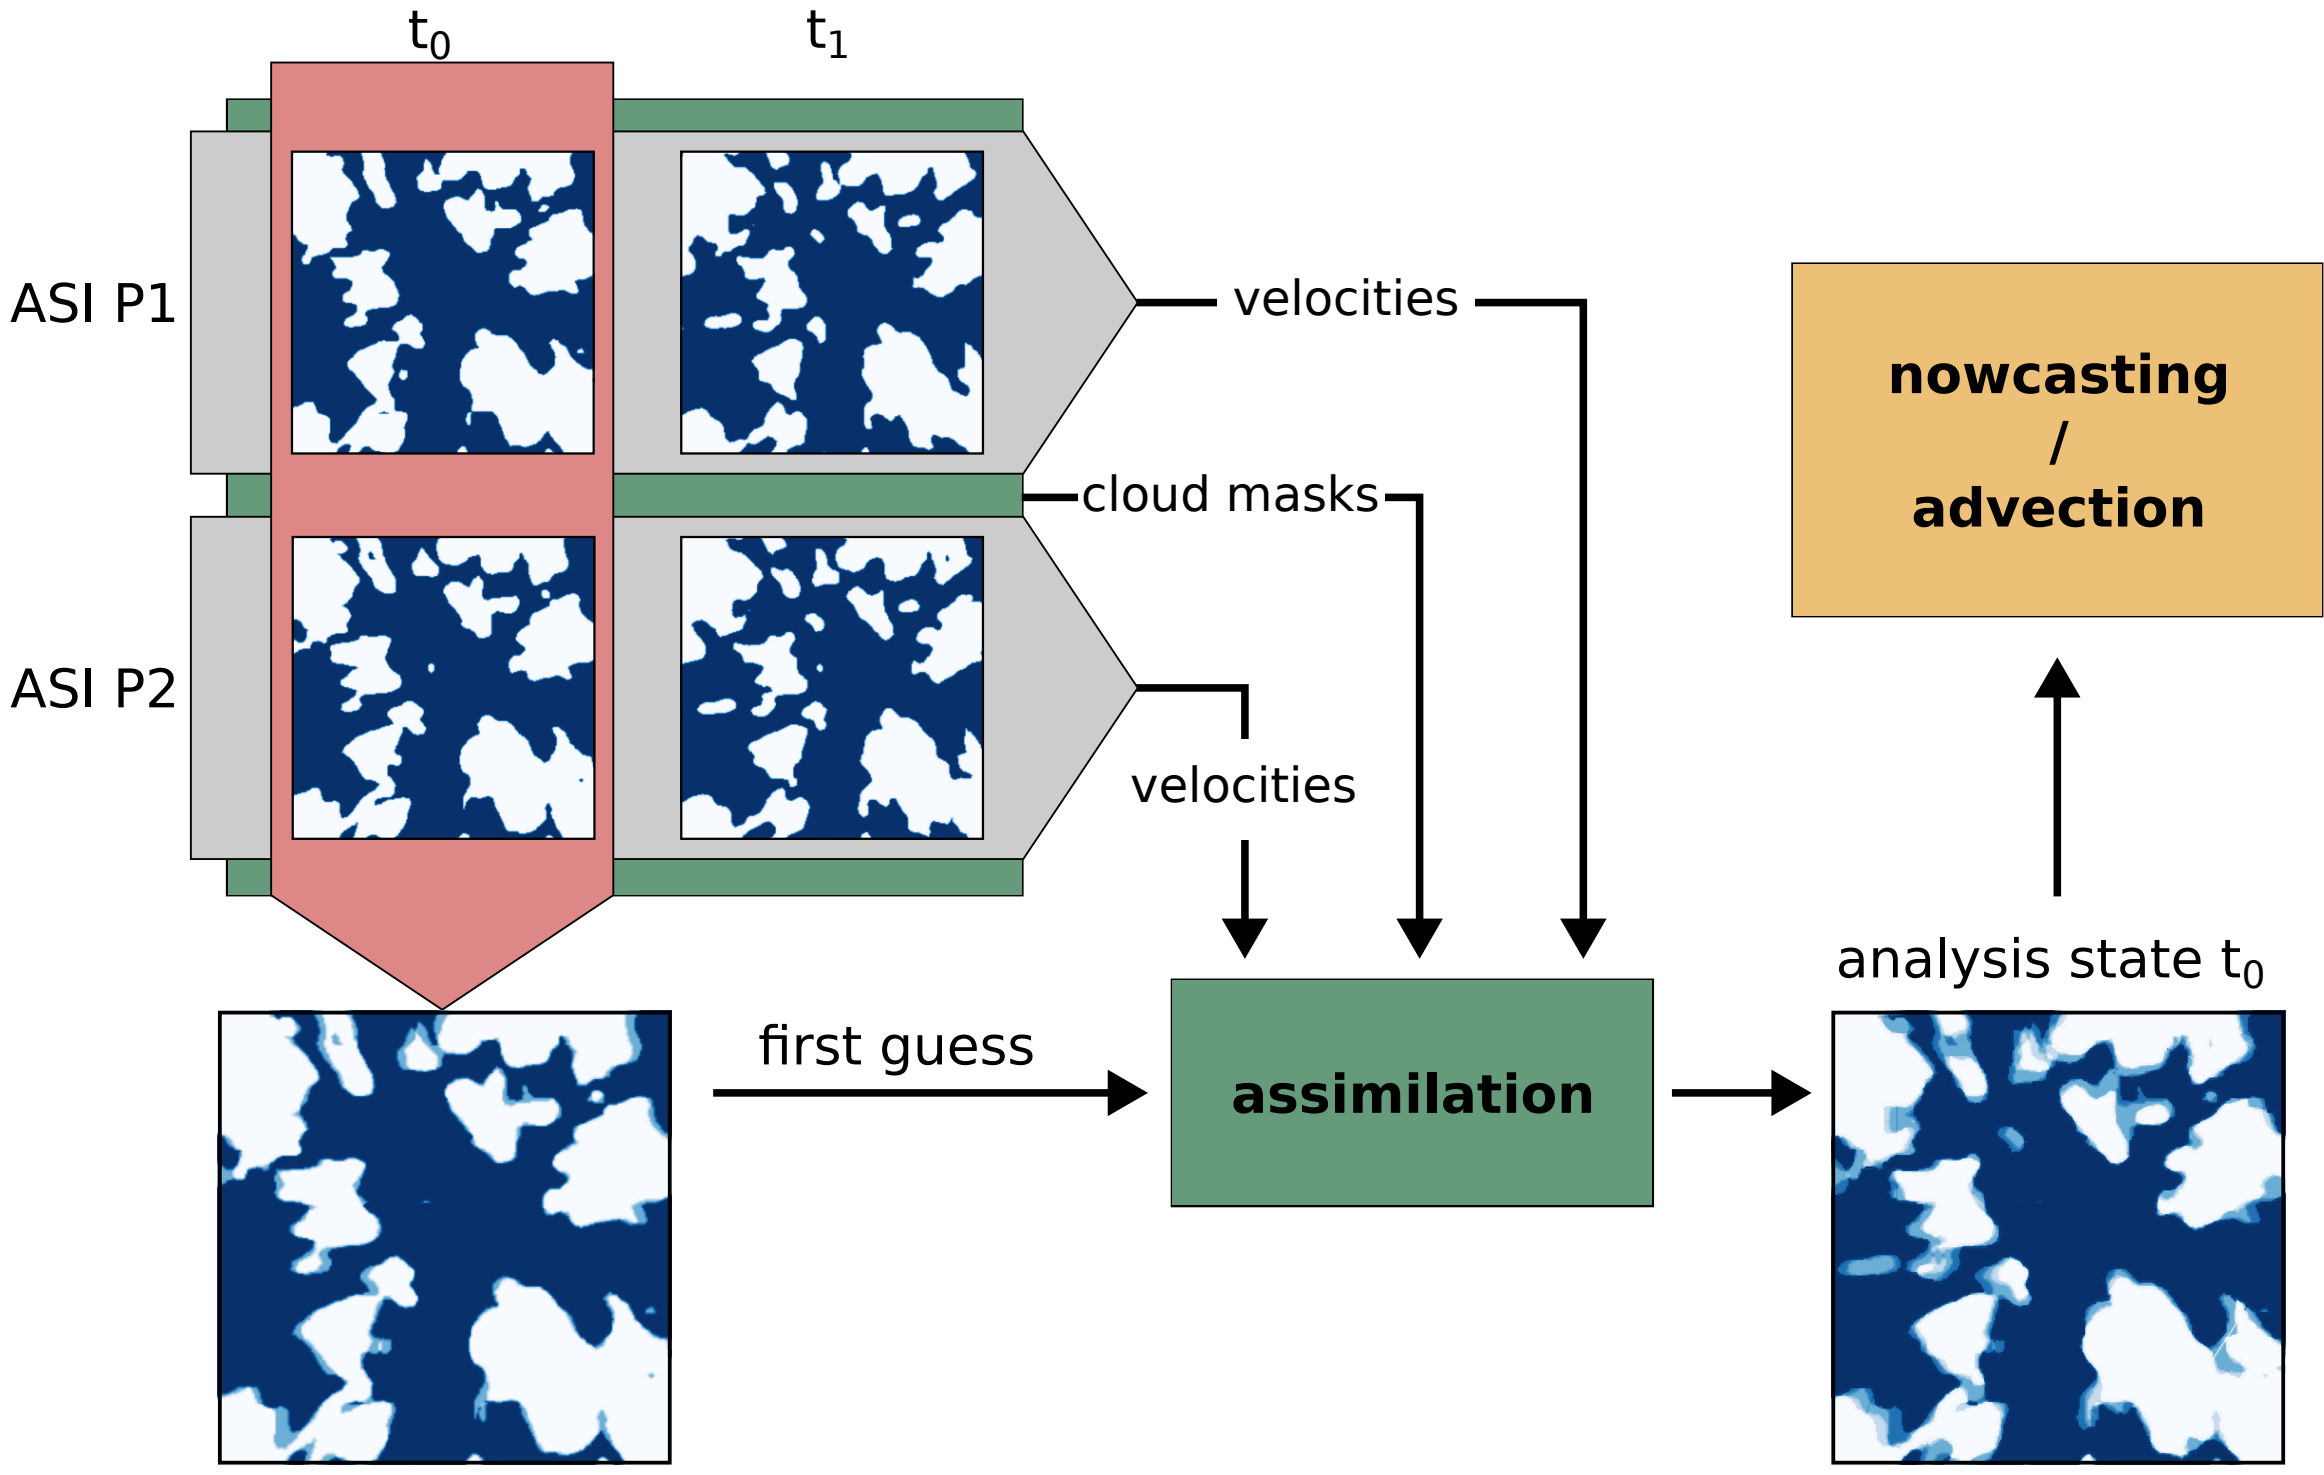 t₀
t₁
ASI P1
velocities
nowcasting
/
advection
cloud masks
ASI P2
velocities
analysis state t₀
first guess
assimilation